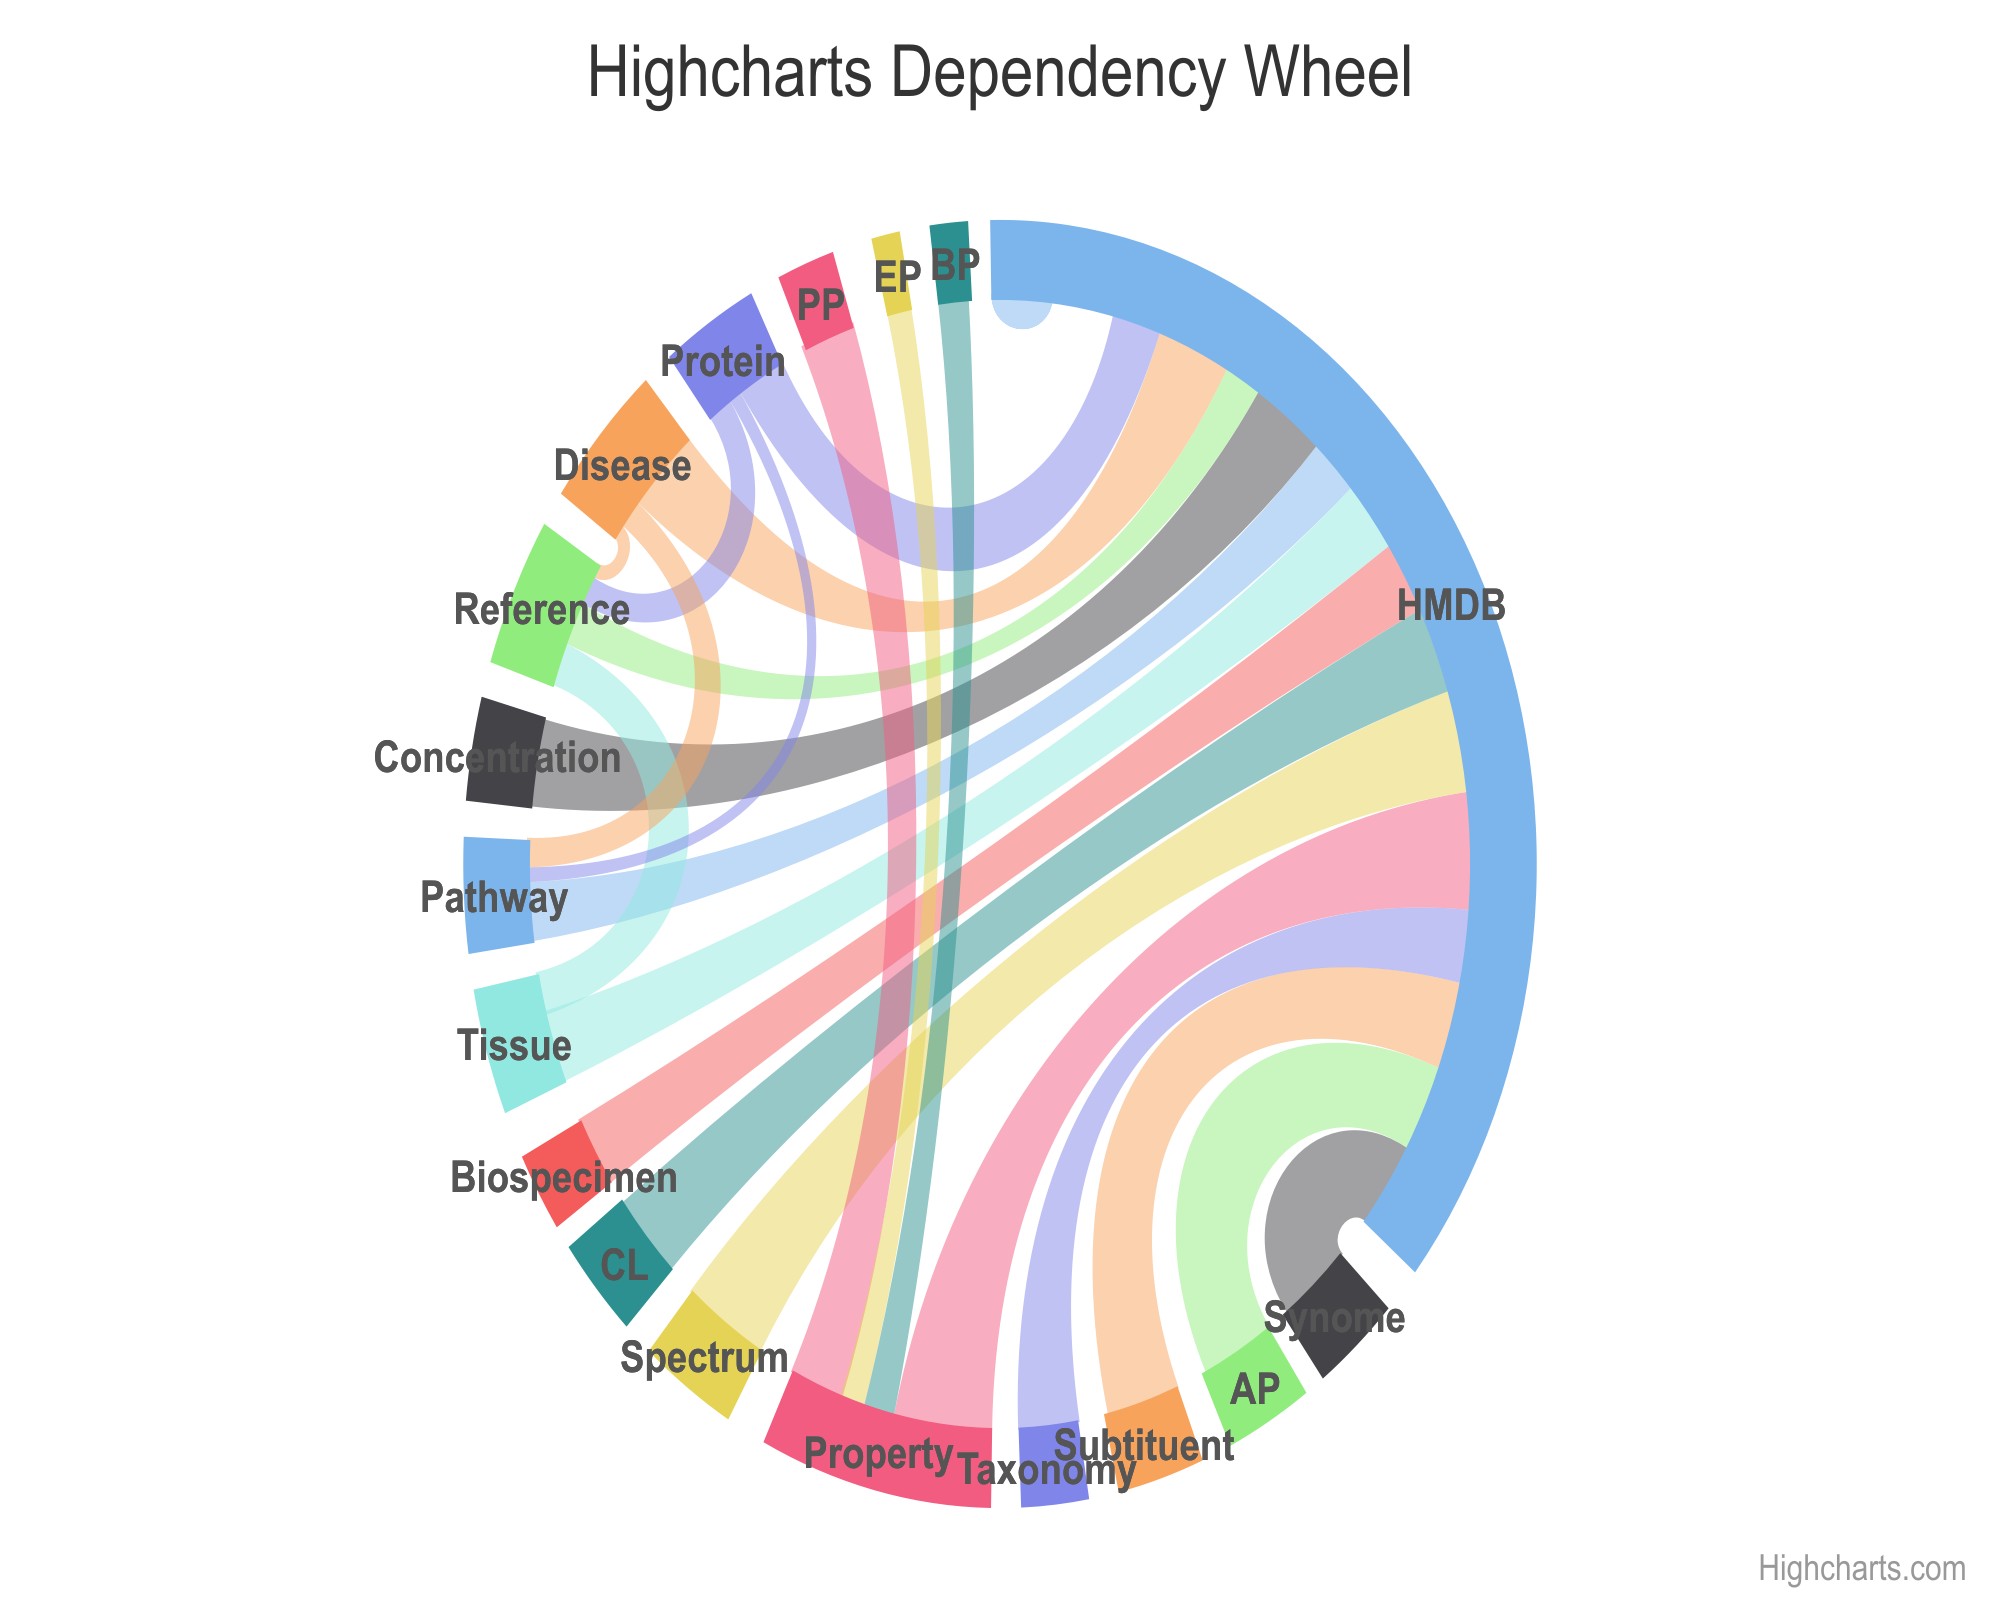 Highcharts Dependency Wheel
BP
EP
PP
Protein
Disease
HMDB
Reference
Concentration
Pathway
Tissue
Biospecimen
CL
Synome
Spectrum
AP
Subtituent
Property
Taxonomy
Highcharts.com